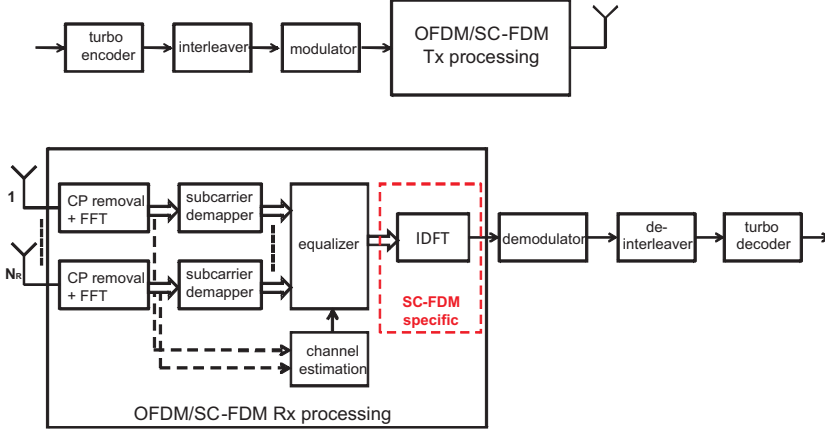 turbo
encoder
interleaver
modulator
OFDM/SC-FDM
Tx processing
1
CP removal
+ FFT
subcarrier
demapper
equalizer
IDFT
demodulator
de-
interleaver
turbo
decoder
NR
CP removal
+ FFT
subcarrier
demapper
SC-FDM
specific
channel
estimation
OFDM/SC-FDM Rx processing